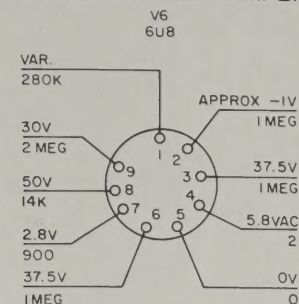 V6
6U8
VAR.
280K
APPROX -1V
1 MEG
30V
2 MEG
37.5V
1 MEG
50V
14K
5.8VAC
2
2.8V
900
37.5V
1 MEG
0V
0
1
2
3
4
5
6
7
8
9